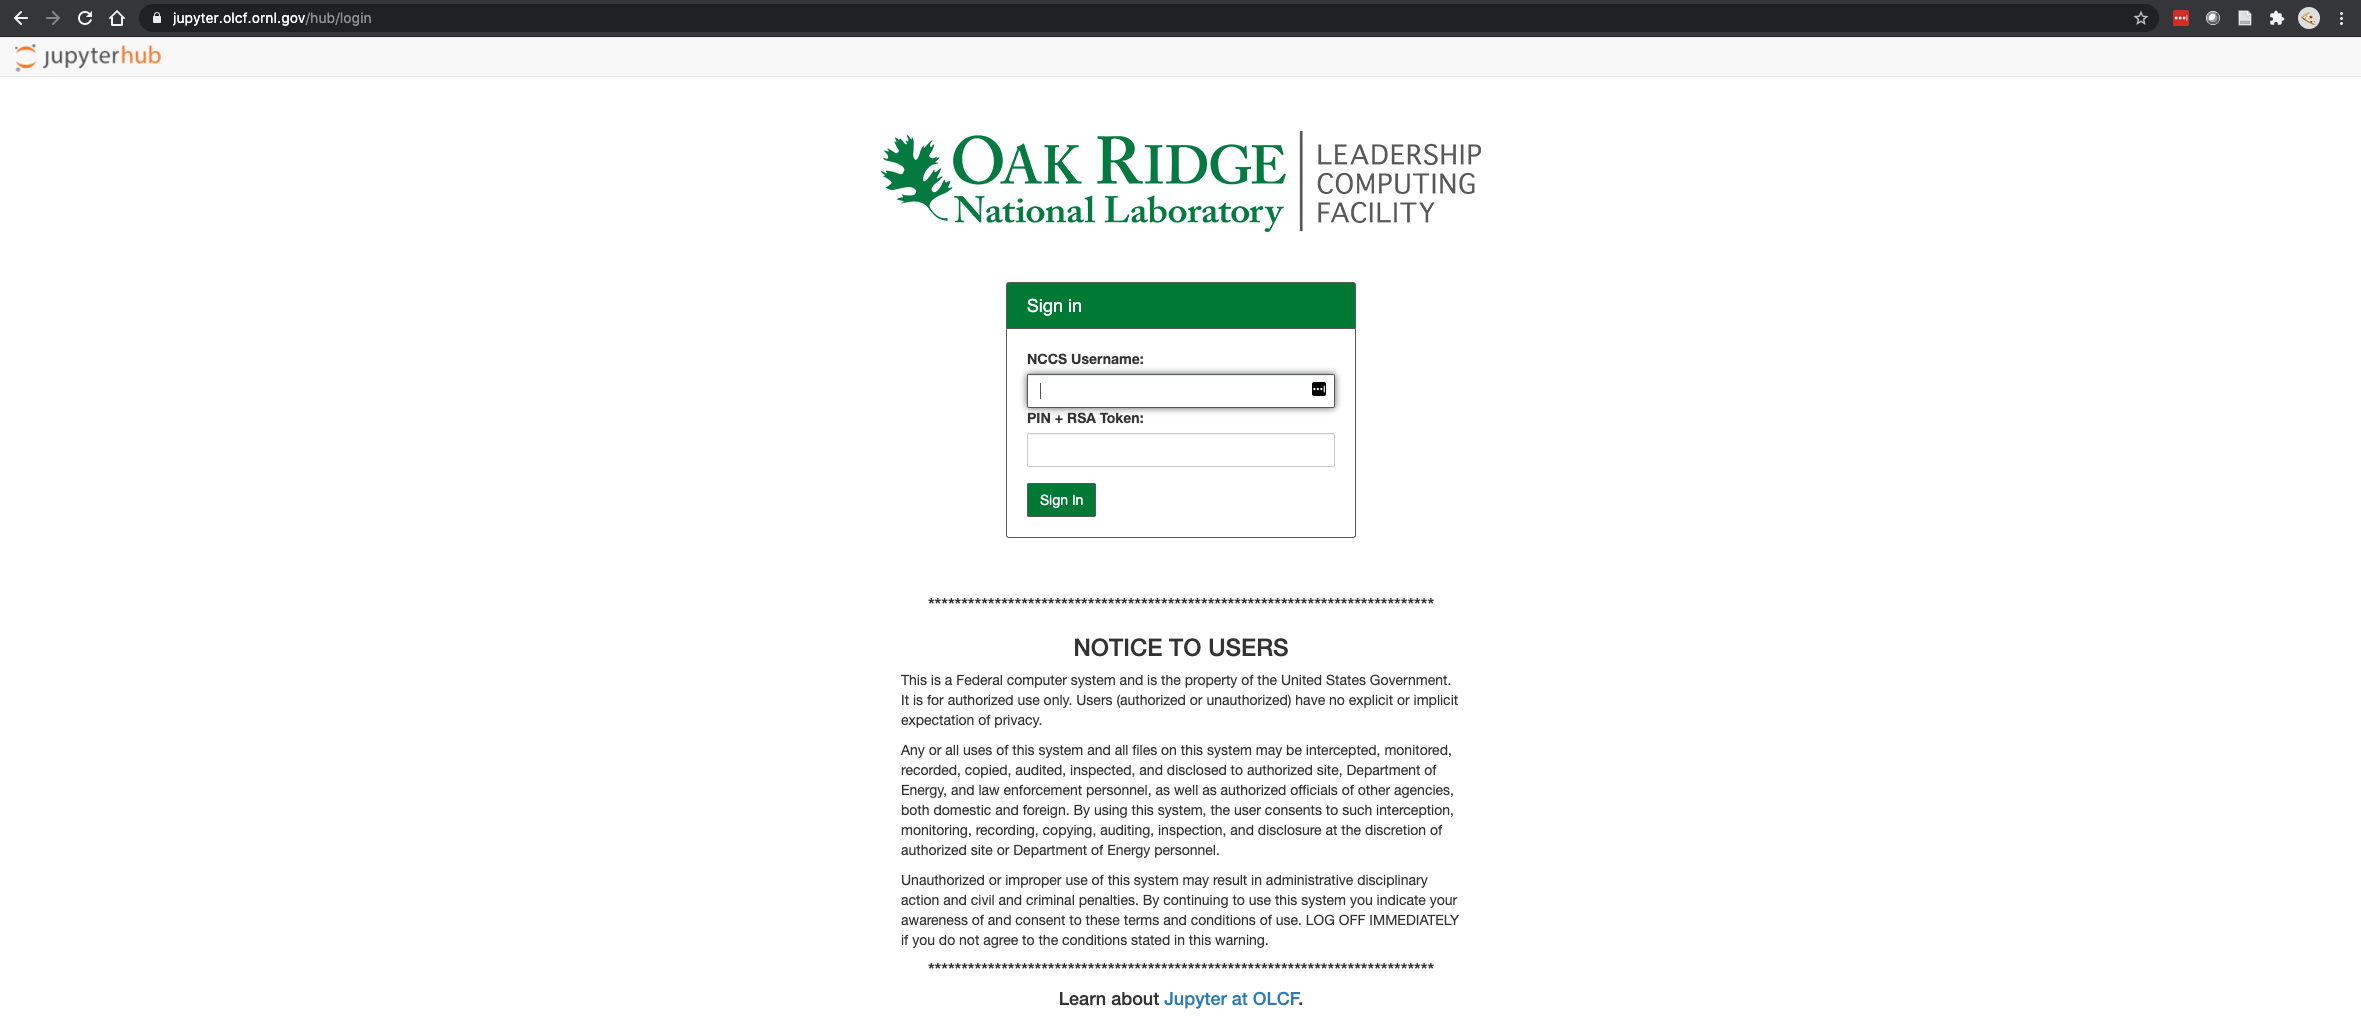 jupyter.olcf.ornl.gov/hub/login
jupyterhub
OAK RIDGE
National Laboratory
LEADERSHIP
COMPUTING
FACILITY
Sign in
NCCS Username:
PIN + RSA Token:
Sign In
******************************************************************************
NOTICE TO USERS
This is a Federal computer system and is the property of the United States Government.
It is for authorized use only. Users (authorized or unauthorized) have no explicit or implicit
expectation of privacy.
Any or all uses of this system and all files on this system may be intercepted, monitored,
recorded, copied, audited, inspected, and disclosed to authorized site, Department of
Energy, and law enforcement personnel, as well as authorized officials of other agencies,
both domestic and foreign. By using this system, the user consents to such interception,
monitoring, recording, copying, auditing, inspection, and disclosure at the discretion of
authorized site or Department of Energy personnel.
Unauthorized or improper use of this system may result in administrative disciplinary
action and civil and criminal penalties. By continuing to use this system you indicate your
awareness of and consent to these terms and conditions of use. LOG OFF IMMEDIATELY
if you do not agree to the conditions stated in this warning.
******************************************************************************
Learn about Jupyter at OLCF.